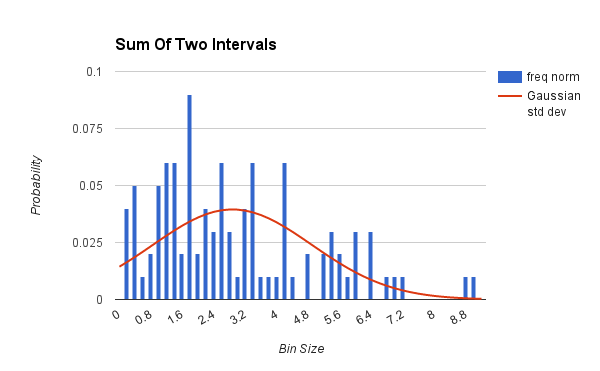 Sum Of Two Intervals
0.1
0.075
0.05
0.025
0
Probability
0
0.8
1.6
2.4
3.2
4
4.8
5.6
6.4
7.2
8
8.8
Bin Size
freq norm
Gaussian
std dev